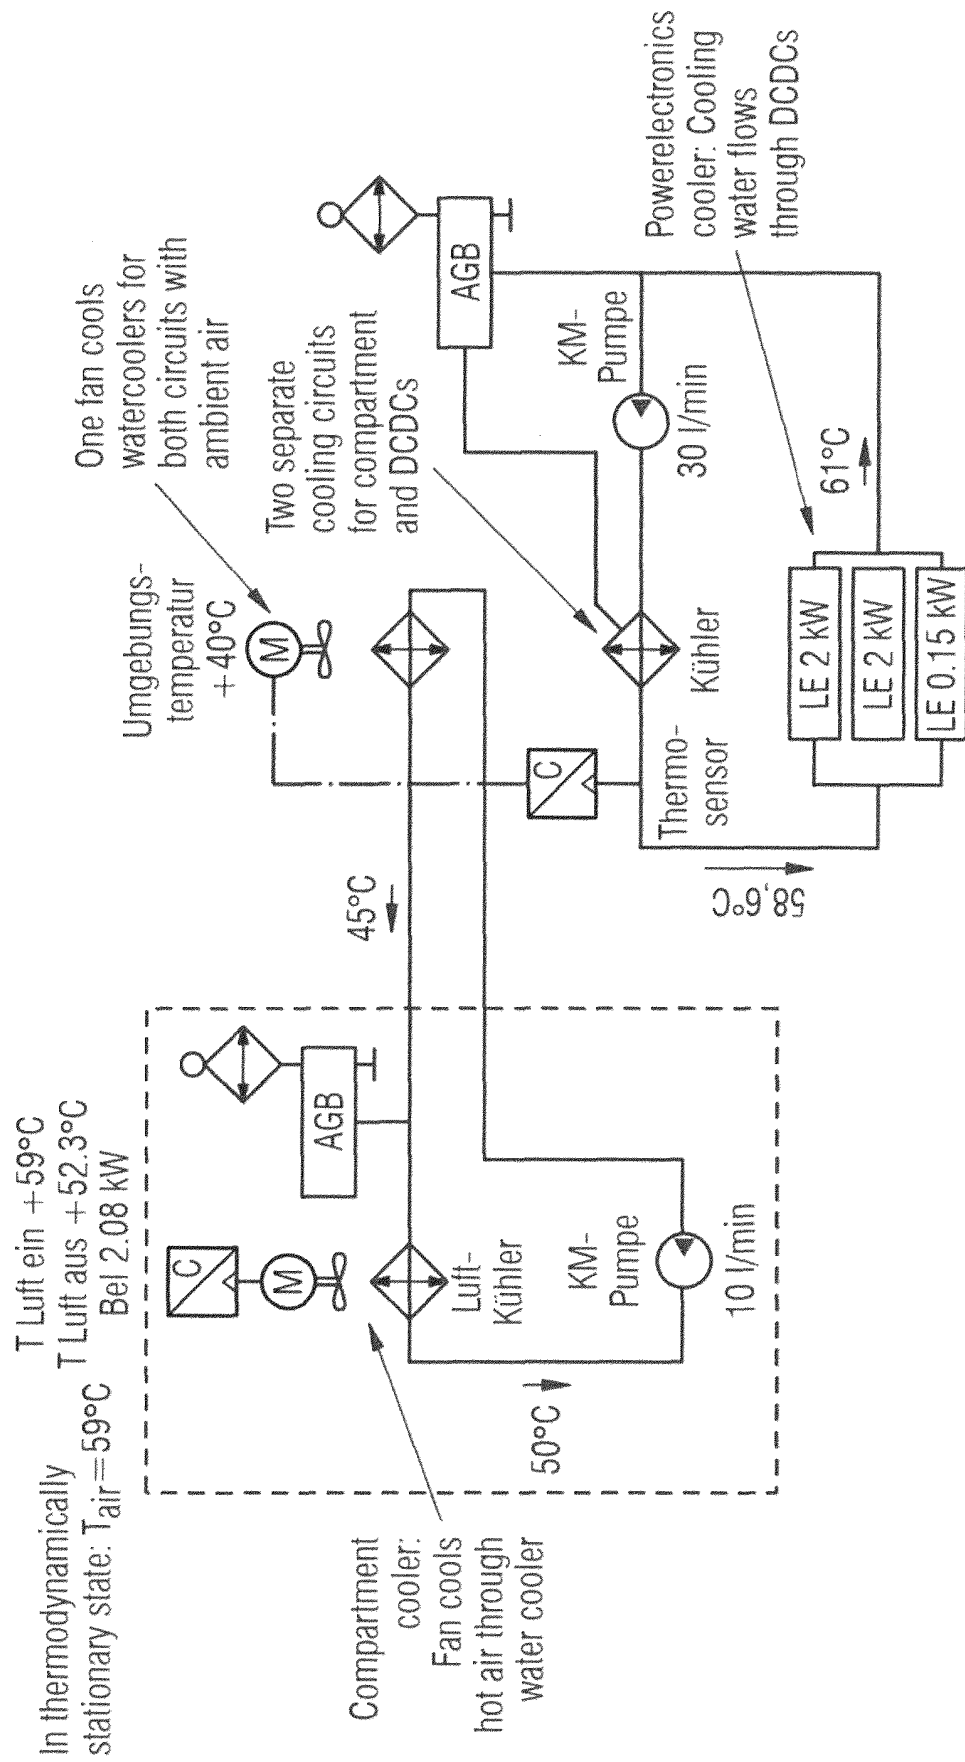 In thermodynamically
stationary state: Tair=59°C
T Luft ein +59°C
T Luft aus +52.3°C
Bel 2.08 kW
Compartment
cooler:
Fan cools
hot air through
water cooler
C
M
Luft-
Kühler
AGB
50°C
KM-
Pumpe
10 l/min
45°C
Umgebungs-
temperatur
+40°C
M
One fan cools
watercoolers for
both circuits with
ambient air
Two separate
cooling circuits
for compartment
and DCDCs
C
Thermo-
sensor
Kühler
AGB
KM-
Pumpe
30 l/min
58,6°C
LE 2 kW
LE 2 kW
LE 0.15 kW
61°C
Powerelectronics
cooler: Cooling
water flows
through DCDCs